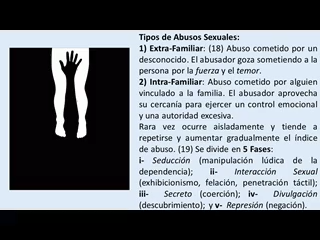 Tipos de Abusos Sexuales:
1) Extra-Familiar: (18) Abuso cometido por un
desconocido. El abusador goza sometiendo a la
persona por la fuerza y el temor.
2) Intra-Familiar: Abuso cometido por alguien
vinculado a la familia. El abusador aprovecha
su cercanía para ejercer un control emocional
y una autoridad excesiva.
Rara vez ocurre aisladamente y tiende a
repetirse y aumentar gradualmente el índice
de abuso. (19) Se divide en 5 Fases:
i- Seducción (manipulación lúdica de la
dependencia); ii- Interacción Sexual
(exhibicionismo, felación, penetración táctil);
iii- Secreto (coerción); iv- Divulgación
(descubrimiento); y v- Represión (negación).